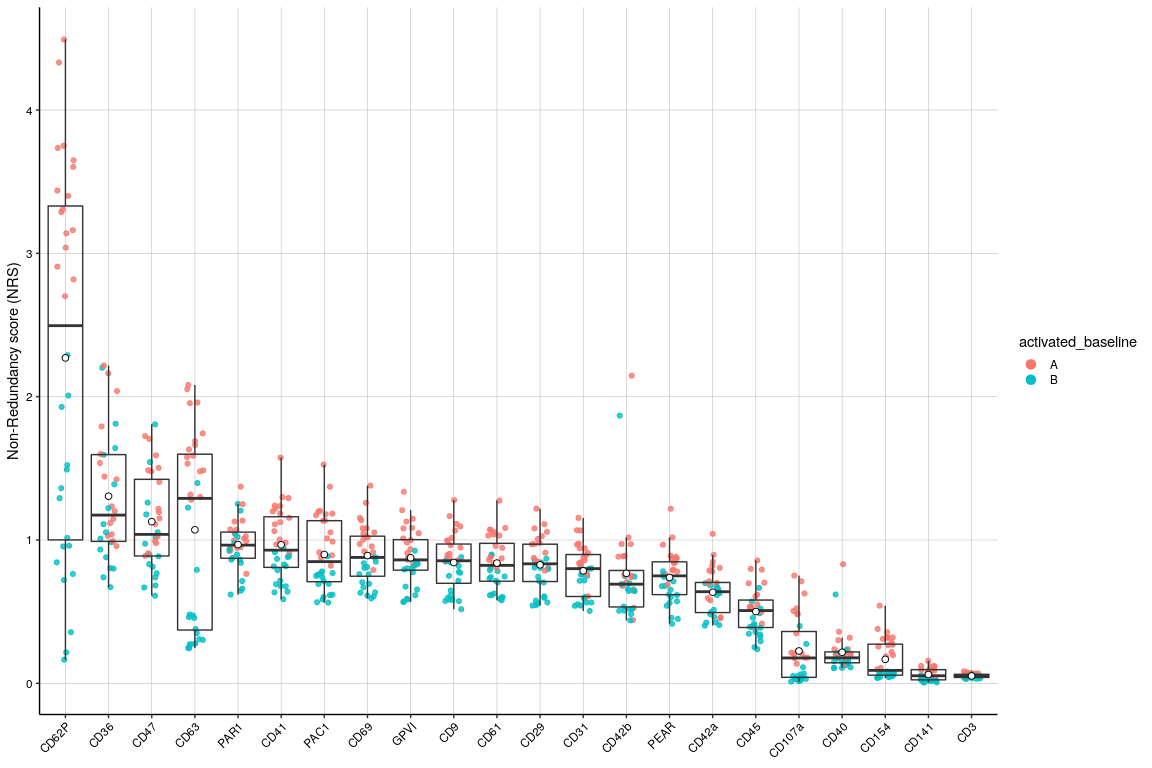 Non-Redundancy score (NRS)
4
3
2
1
0
CD62P
CD36
CD47
CD63
PAR1
CD41
PAC1
CD69
GPVI
CD9
CD61
CD29
CD31
CD42b
PEAR
CD42a
CD45
CD107a
CD40
CD154
CD141
CD3
activated_baseline
A
B